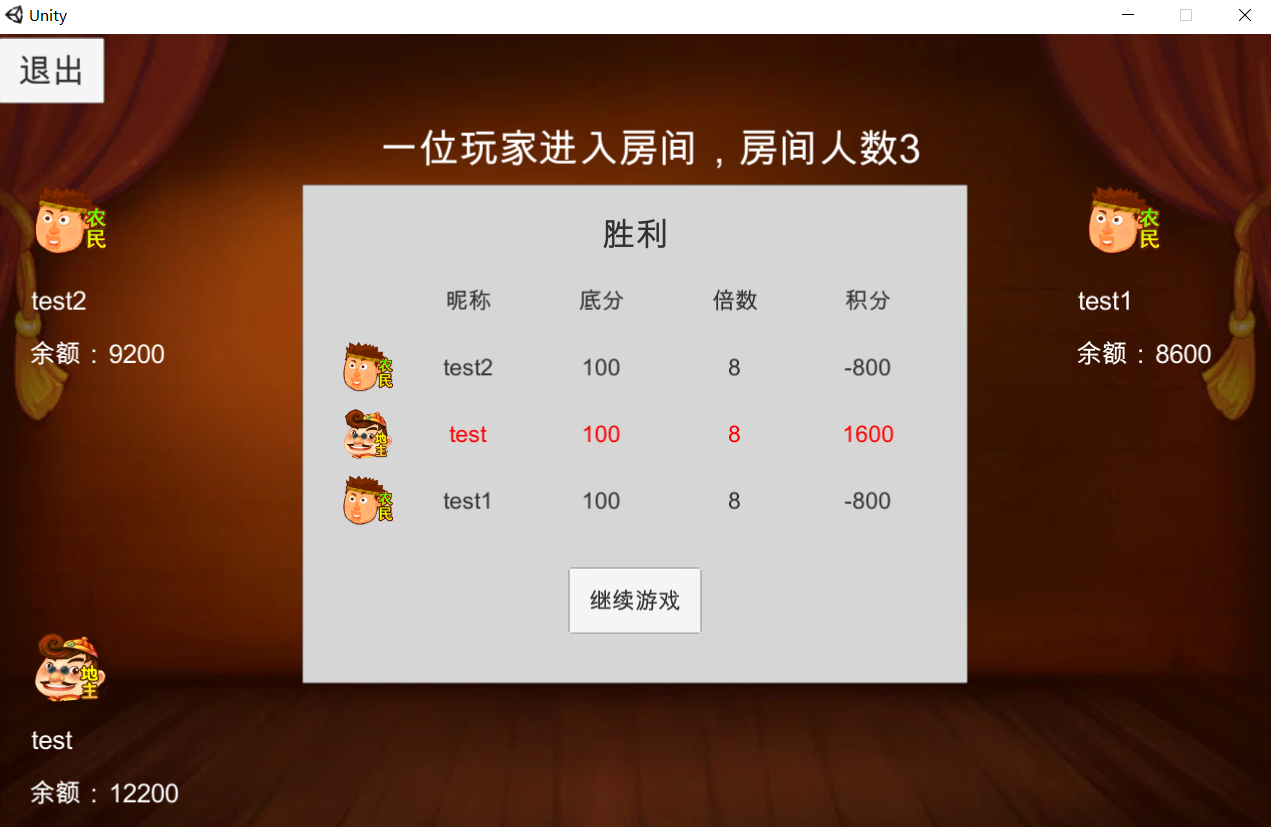 Unity
退出
一位玩家进入房间，房间人数3
农民
test2
余额：9200
农民
test1
余额：8600
胜利
昵称 底分 倍数 积分
农民 test2 100 8 -800
地主 test 100 8 1600
农民 test1 100 8 -800
继续游戏
地主
test
余额：12200